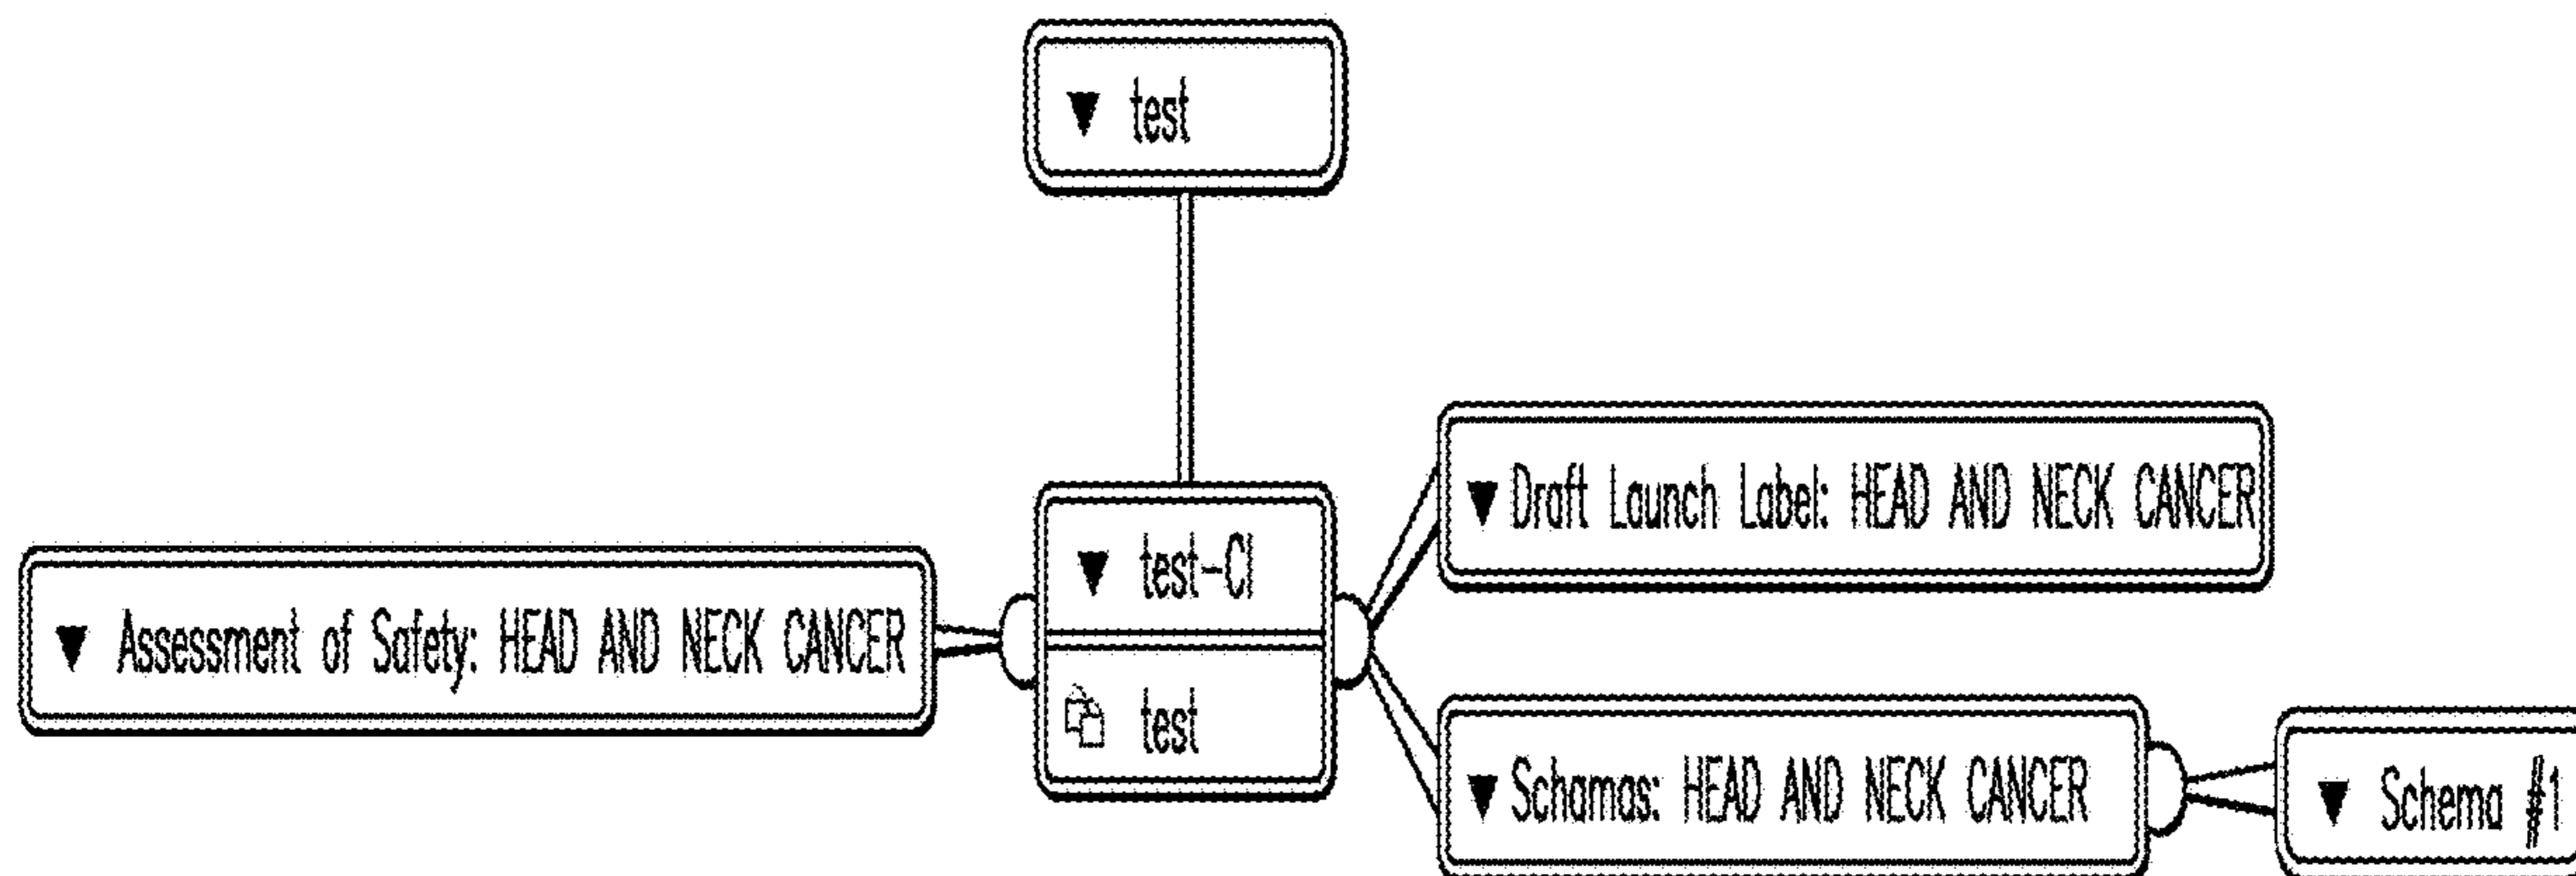 test
Draft Launch Label: HEAD AND NECK CANCER
test-CI
Assessment of Safety: HEAD AND NECK CANCER
test
Schamas: HEAD AND NECK CANCER
Schema #1